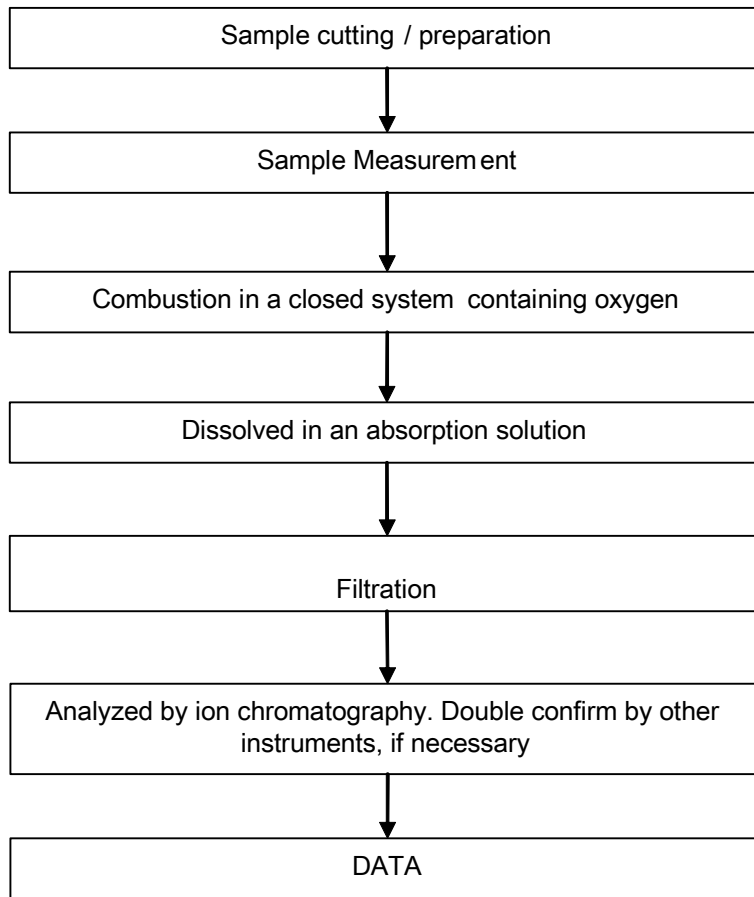 Sample cutting / preparation
Sample Measurement
Combustion in a closed system containing oxygen
Dissolved in an absorption solution
Filtration
Analyzed by ion chromatography. Double confirm by other
instruments, if necessary
DATA